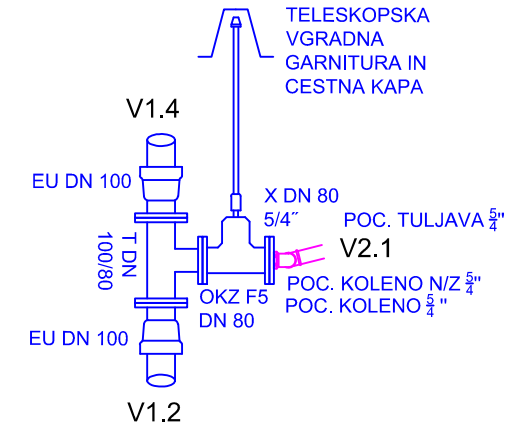 TELESKOPSKA
VGRADNA
GARNITURA IN
CESTNA KAPA
V1.4
EU DN 100
X DN 80
5/4˝
POC. TULJAVA 5/4"
T DN
100/80
V2.1
OKZ F5
DN 80
POC. KOLENO N/Z 5/4"
POC. KOLENO 5/4 "
EU DN 100
V1.2